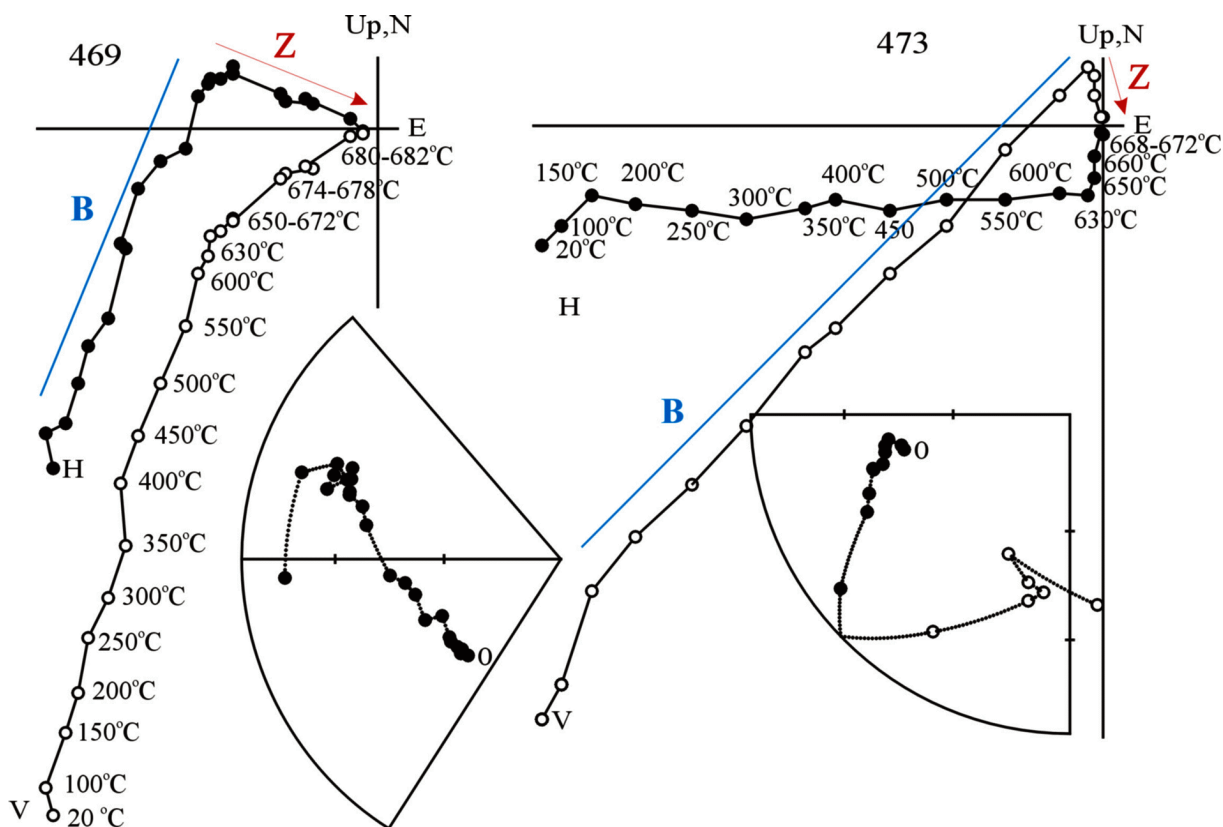 469
Up,N
Z
E
B
680-682°C
674-678°C
650-672°C
630°C
600°C
550°C
500°C
450°C
400°C
350°C
300°C
250°C
200°C
150°C
100°C
20 °C
H
V
0
473
Up,N
Z
E
668-672°C
660°C
650°C
630°C
150°C
200°C
300°C
400°C
500°C
600°C
100°C
20°C
250°C
350°C
450
550°C
H
B
V
0